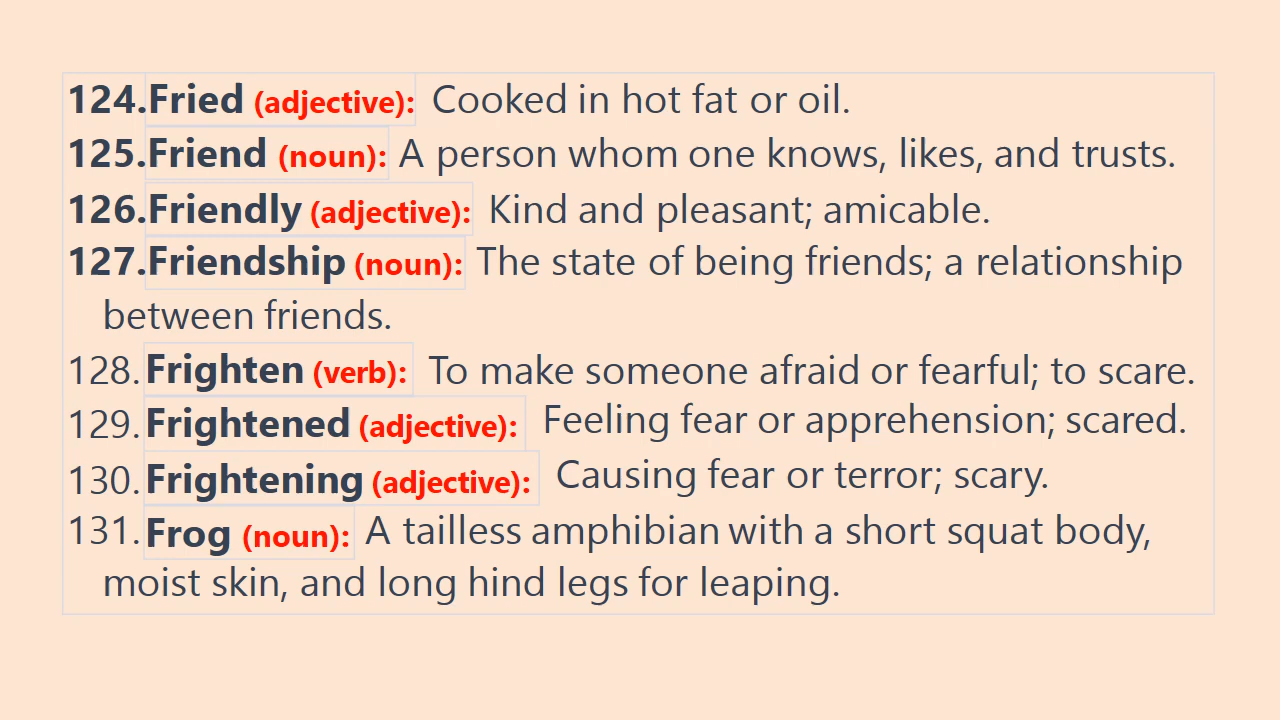 124.Fried (adjective): Cooked in hot fat or oil.
125.Friend (noun): A person whom one knows, likes, and trusts.
126.Friendly (adjective): Kind and pleasant; amicable.
127.Friendship (noun): The state of being friends; a relationship
between friends.
128.Frighten (verb): To make someone afraid or fearful; to scare.
129.Frightened (adjective): Feeling fear or apprehension; scared.
130.Frightening (adjective): Causing fear or terror; scary.
131.Frog (noun): A tailless amphibian with a short squat body,
moist skin, and long hind legs for leaping.